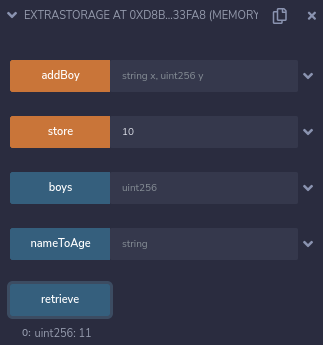 EXTRASTORAGE AT 0XD8B...33FA8 (MEMORY
addBoy string x, uint256 y
store 10
boys uint256
nameToAge string
retrieve
0: uint256: 11